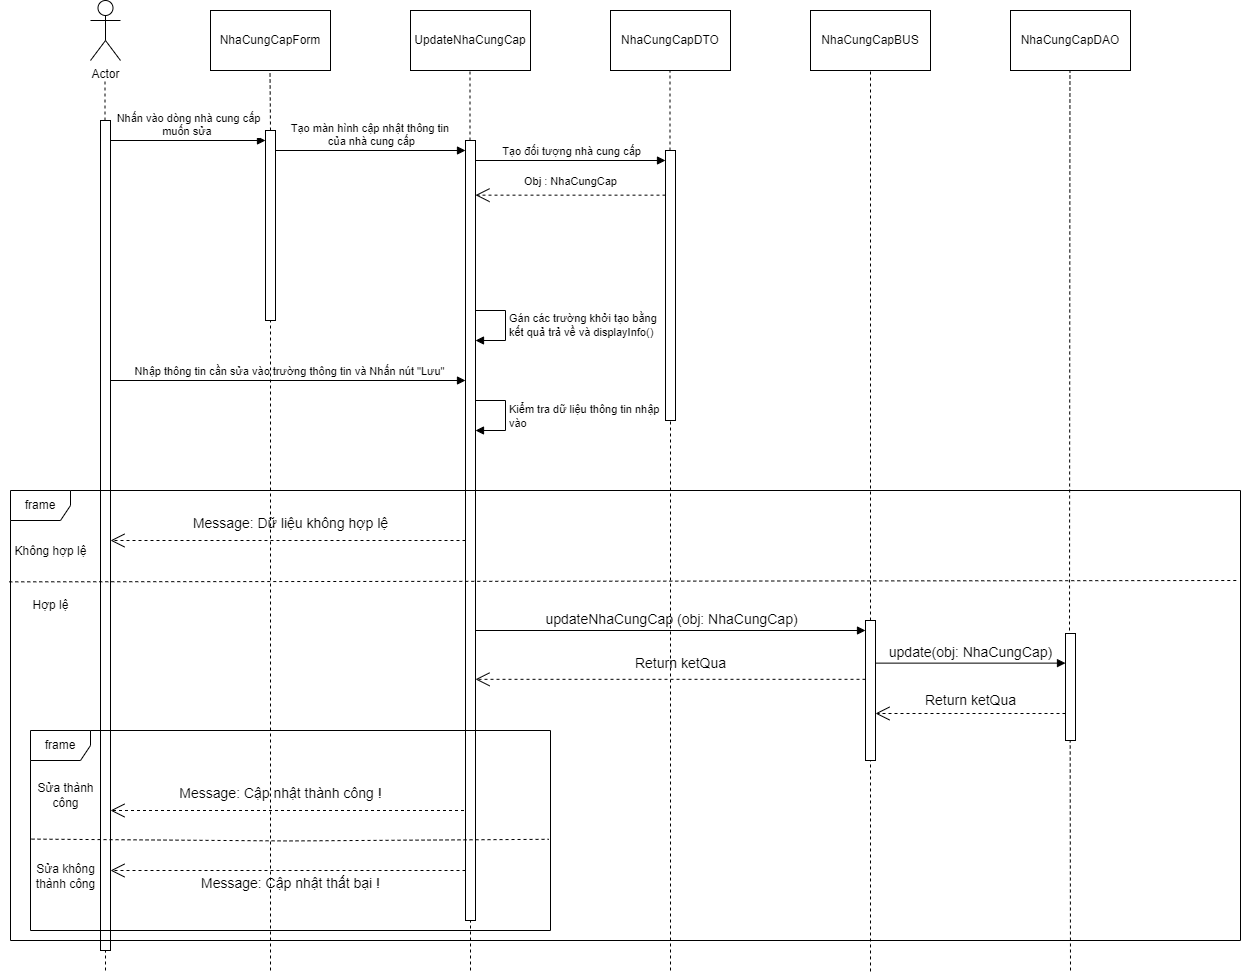 Actor
NhaCungCapForm
UpdateNhaCungCap
NhaCungCapDTO
NhaCungCapBUS
NhaCungCapDAO
Nhấn vào dòng nhà cung cấp
muốn sửa
Tạo màn hình cập nhật thông tin
của nhà cung cấp
Tạo đối tượng nhà cung cấp
Obj : NhaCungCap
Gán các trường khởi tạo bằng
kết quả trả về và displayInfo()
Nhập thông tin cần sửa vào trường thông tin và Nhấn nút "Lưu"
Kiểm tra dữ liệu thông tin nhập
vào
frame
Message: Dữ liệu không hợp lệ
Không hợp lệ
Hợp lệ
updateNhaCungCap (obj: NhaCungCap)
update(obj: NhaCungCap)
Return ketQua
Return ketQua
frame
Sửa thành
công
Message: Cập nhật thành công !
Sửa không
thành công
Message: Cập nhật thất bại !